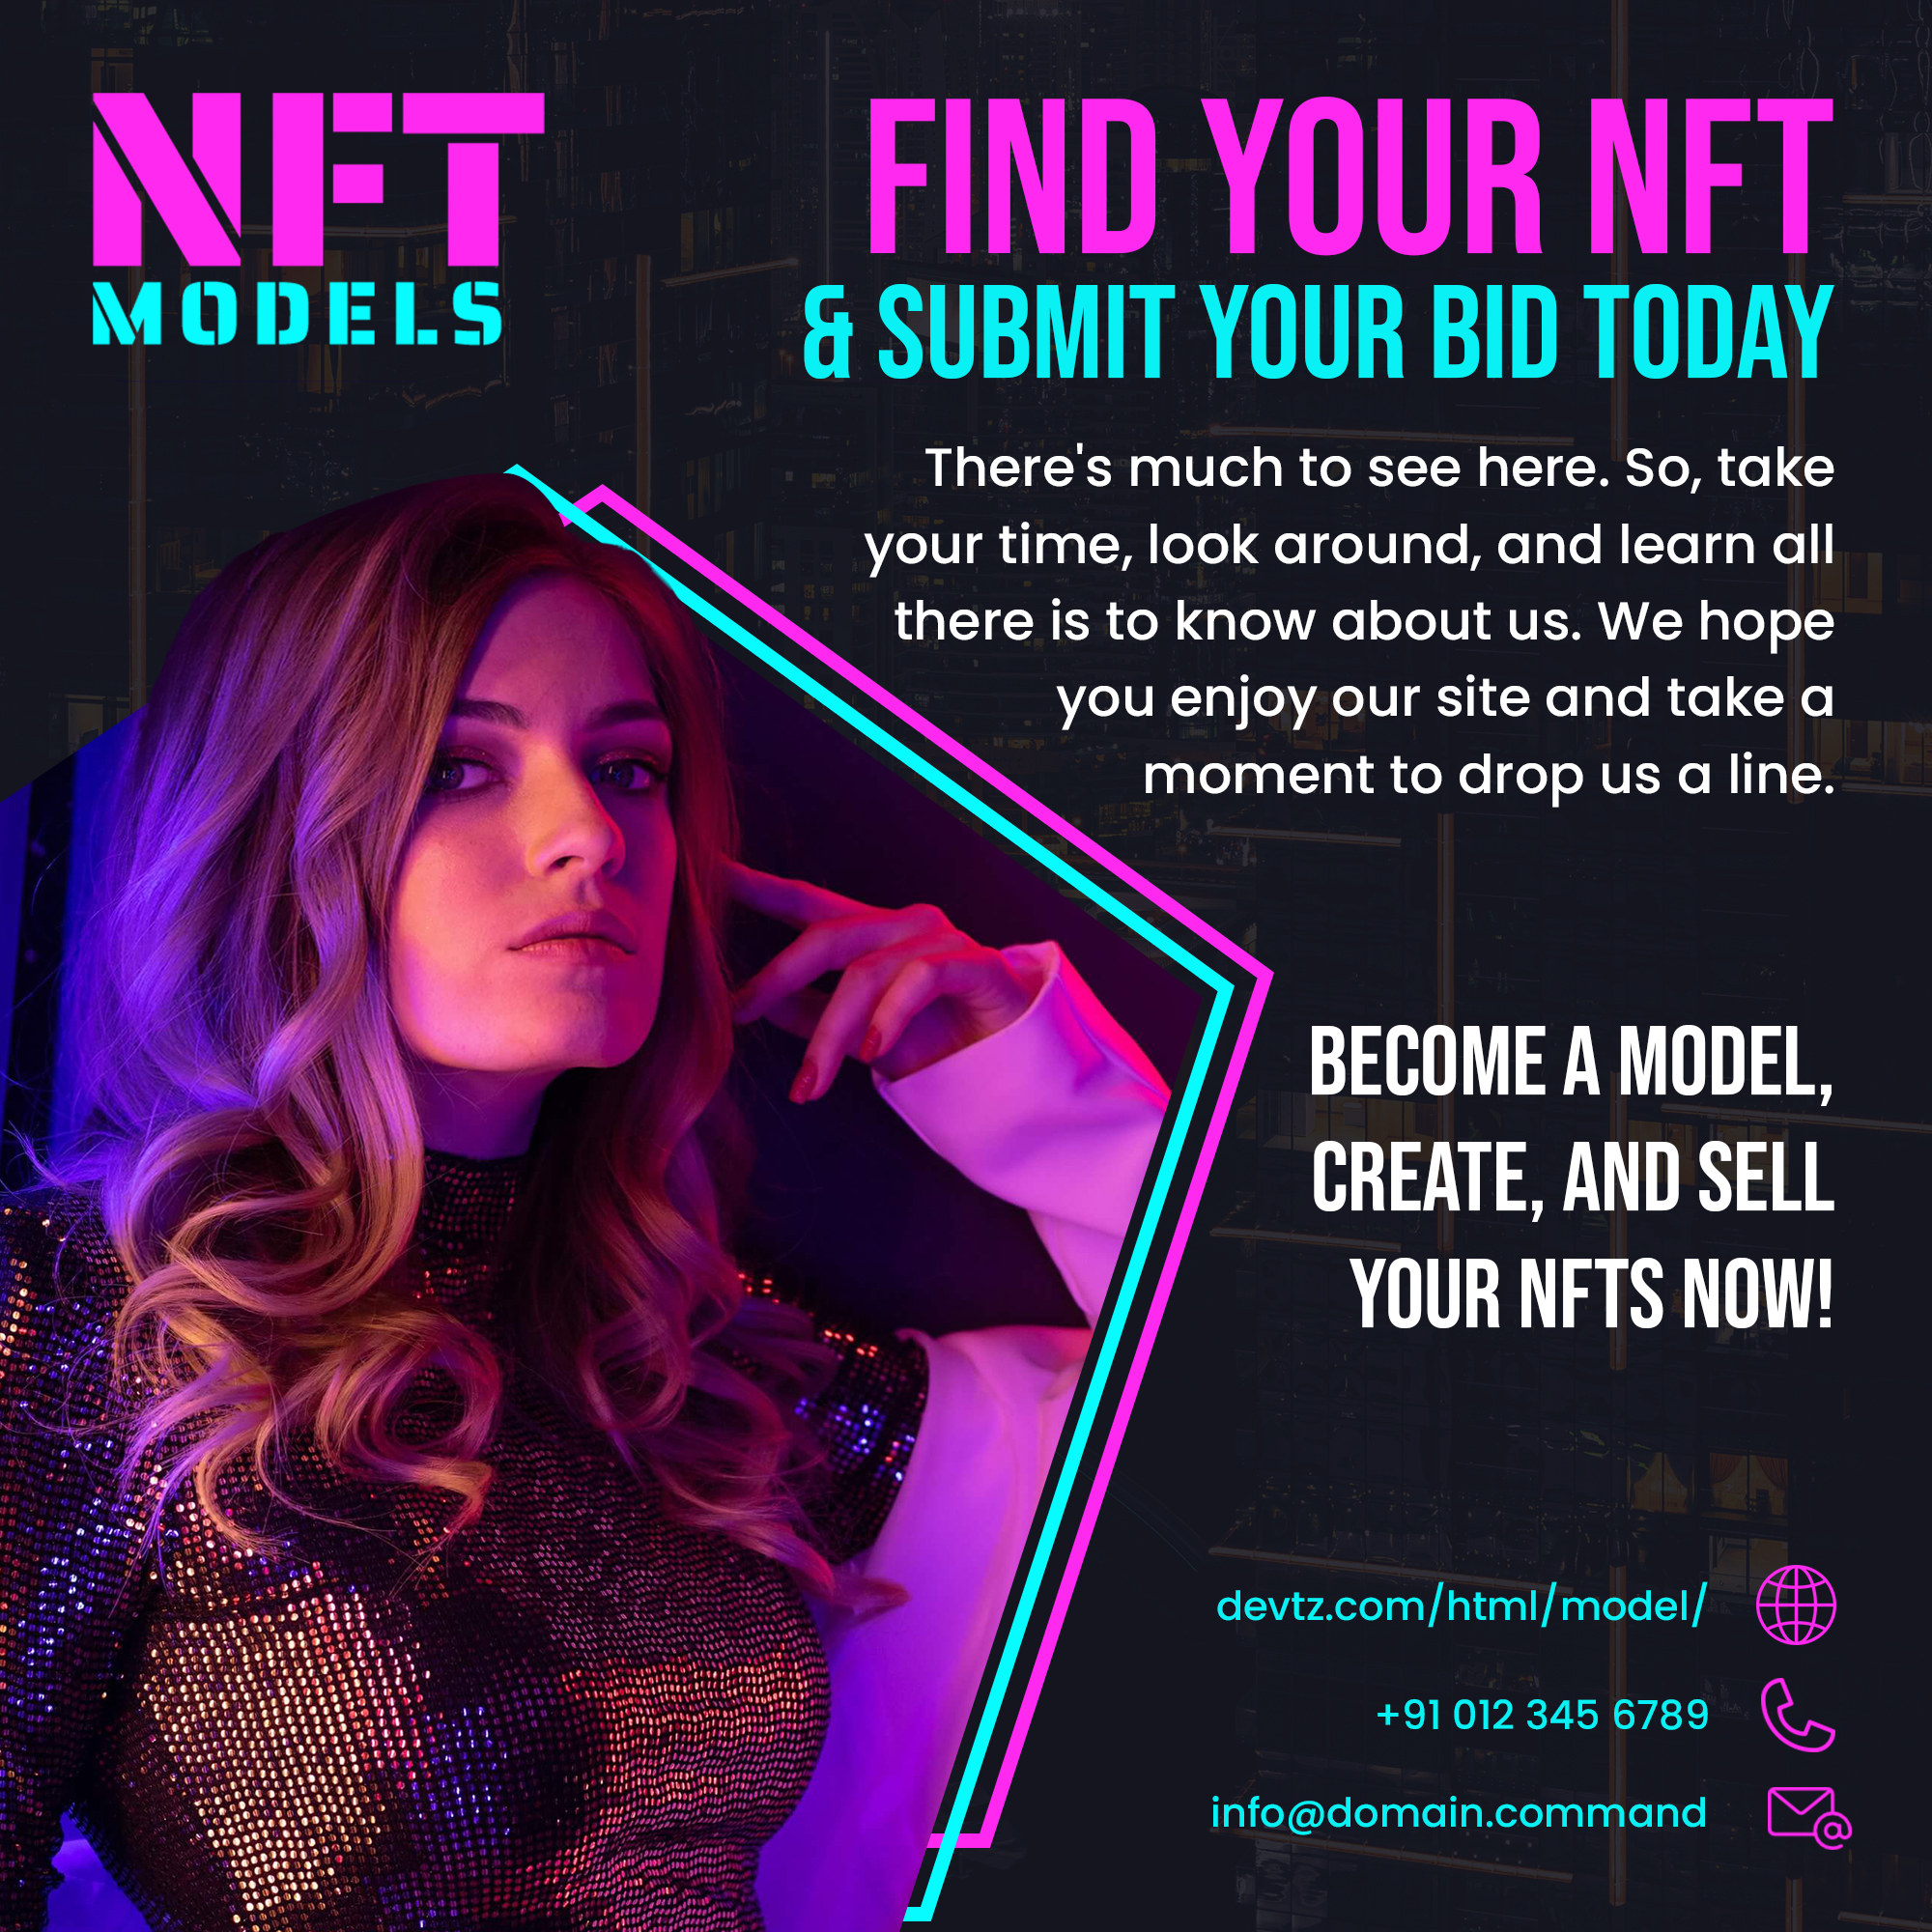 NFT
MODELS
FIND YOUR NFT
& SUBMIT YOUR BID TODAY
There's much to see here. So, take
your time, look around, and learn all
there is to know about us. We hope
you enjoy our site and take a
moment to drop us a line.
BECOME A MODEL,
CREATE, AND SELL
YOUR NFTS NOW!
devtz.com/html/model/
+91 012 345 6789
info@domain.command